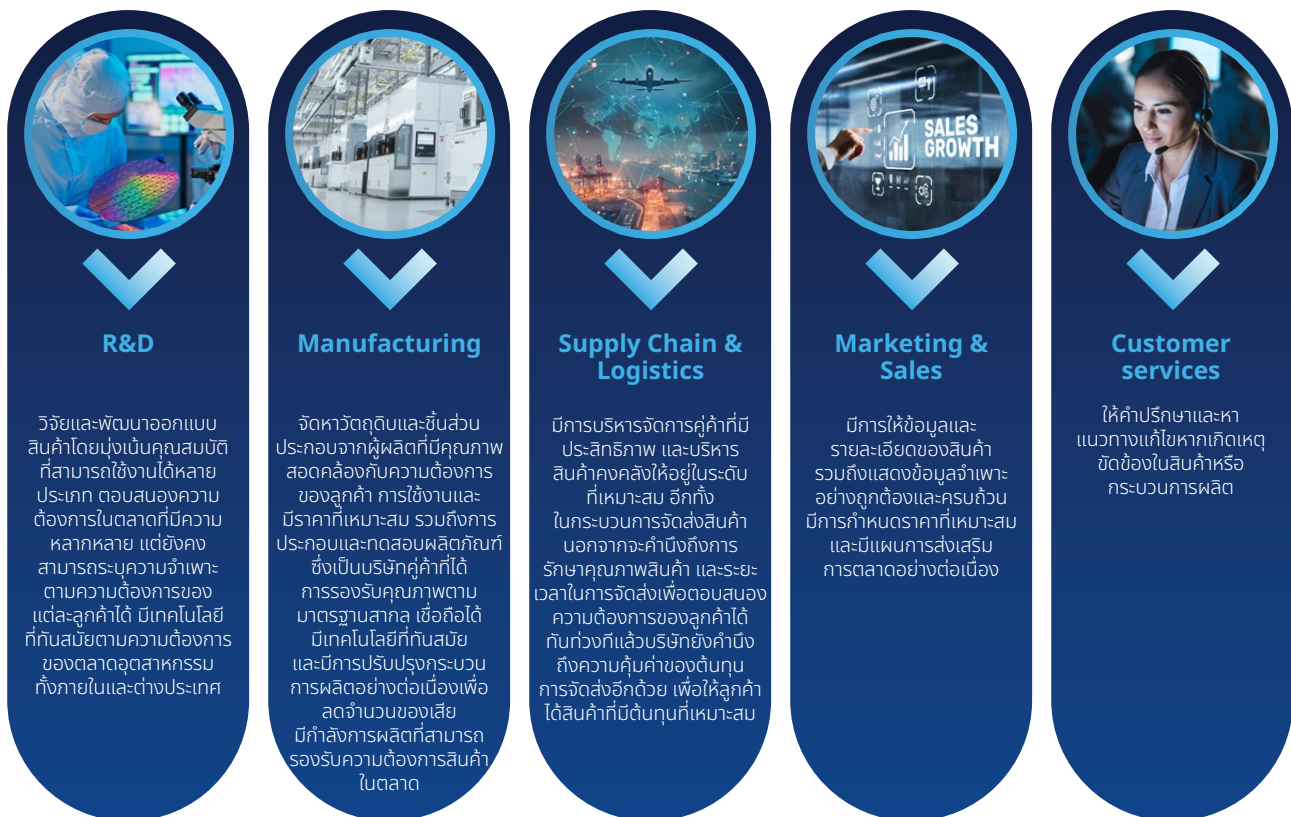 SALES
GROWTH
R&D
วิจัยและพัฒนาออกแบบ
สินค้าโดยมุ่งเน้นคุณสมบัติ
ที่สามารถใช้งานได้หลาย
ประเภท ตอบสนองความ
ต้องการในตลาดที่มีความ
หลากหลาย แต่ยังคง
สามารถระบุความจำเพาะ
ตามความต้องการของ
แต่ละลูกค้าได้ มีเทคโนโลยี
ที่ทันสมัยตามความต้องการ
ของตลาดอุตสาหกรรม
ทั้งภายในและต่างประเทศ
Manufacturing
จัดหาวัตถุดิบและชิ้นส่วน
ประกอบจากผู้ผลิตที่มีคุณภาพ
สอดคล้องกับความต้องการ
ของลูกค้า การใช้งานและ
มีราคาที่เหมาะสม รวมถึงการ
ประกอบและทดสอบผลิตภัณฑ์
ซึ่งเป็นบริษัทคู่ค้าที่ได้
การรองรับคุณภาพตาม
มาตรฐานสากล เชื่อถือได้
มีเทคโนโลยีที่ทันสมัย
และมีการปรับปรุงกระบวน
การผลิตอย่างต่อเนื่องเพื่อ
ลดจำนวนของเสีย
มีกำลังการผลิตที่สามารถ
รองรับความต้องการสินค้า
ในตลาด
Supply Chain &
Logistics
มีการบริหารจัดการคู่ค้าที่มี
ประสิทธิภาพ และบริหาร
สินค้าคงคลังให้อยู่ในระดับ
ที่เหมาะสม อีกทั้ง
ในกระบวนการจัดส่งสินค้า
นอกจากจะคำนึงถึงการ
รักษาคุณภาพสินค้า และระยะ
เวลาในการจัดส่งเพื่อตอบสนอง
ความต้องการของลูกค้าได้
ทันท่วงทีแล้วบริษัทยังคำนึง
ถึงความคุ้มค่าของต้นทุน
การจัดส่งอีกด้วย เพื่อให้ลูกค้า
ได้สินค้าที่มีต้นทุนที่เหมาะสม
Marketing &
Sales
มีการให้ข้อมูลและ
รายละเอียดของสินค้า
รวมถึงแสดงข้อมูลจำเพาะ
อย่างถูกต้องและครบถ้วน
มีการกำหนดราคาที่เหมาะสม
และมีแผนการส่งเสริม
การตลาดอย่างต่อเนื่อง
Customer
services
ให้คำปรึกษาและหา
แนวทางแก้ไขหากเกิดเหตุ
ขัดข้องในสินค้าหรือ
กระบวนการผลิต